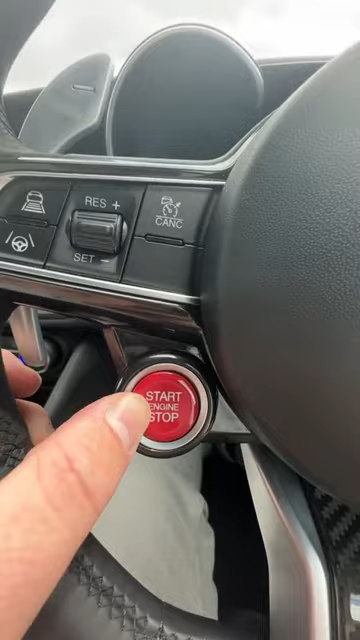 RES +
CANC
SET -
START
ENGINE
STOP